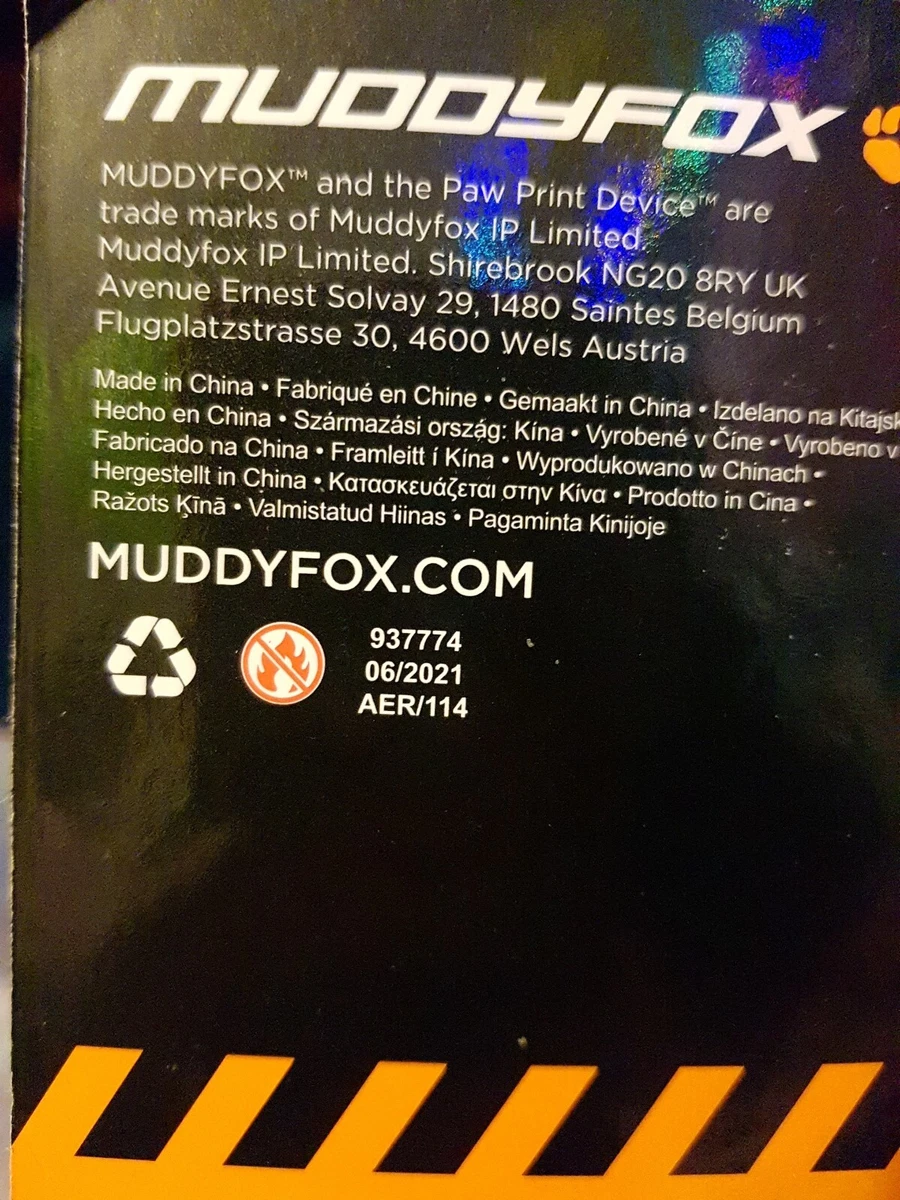 MUDDYFOX
MUDDYFOX™ and the Paw Print Device™ are
trade marks of Muddyfox IP Limited.
Muddyfox IP Limited. Shirebrook NG20 8RY UK
Avenue Ernest Solvay 29, 1480 Saintes Belgium
Flugplatzstrasse 30, 4600 Wels Austria
Made in China • Fabriqué en Chine • Gemaakt in China • Izdelano na
Hecho en China • Származási ország: Kína • Vyrobené v Číne • Vyrobeno v
Fabricado na China • Framleitt í Kína • Wyprodukowano w Chinach •
Hergestellt in China • Κατασκευάζεται στην Κίνα • Prodotto in Cina •
Ražots Ķīnā • Valmistatud Hiinas • Pagaminta Kinijoje
MUDDYFOX.COM
937774
06/2021
AER/114